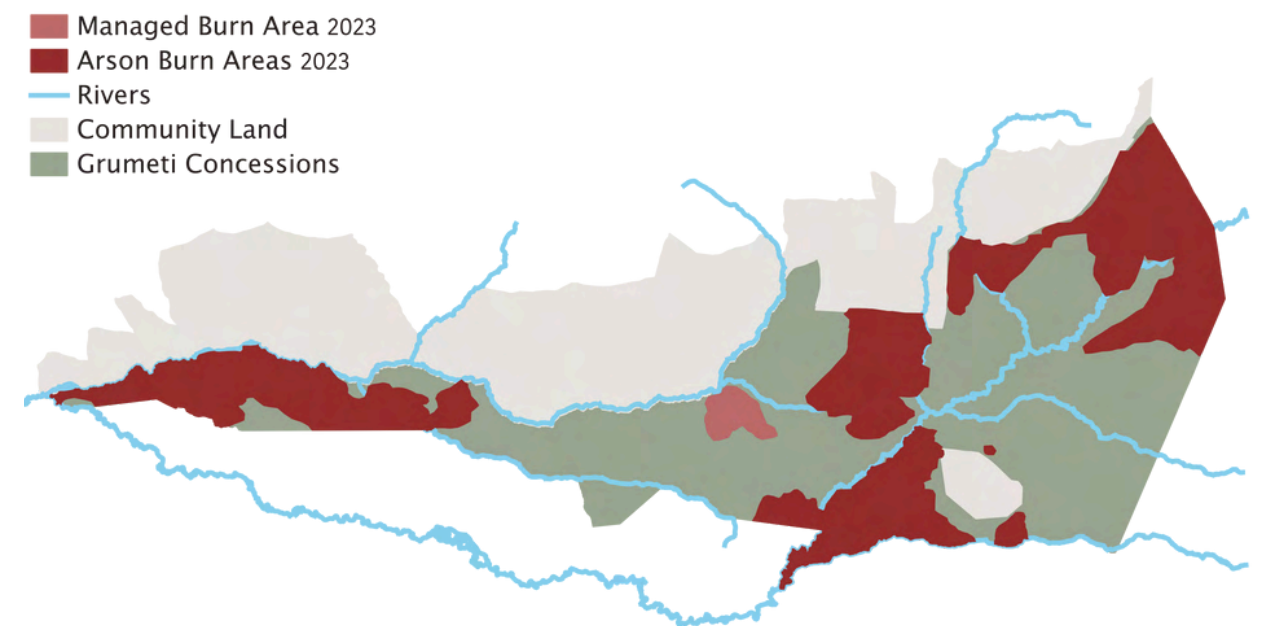 Managed Burn Area 2023
Arson Burn Areas 2023
Rivers
Community Land
Grumeti Concessions